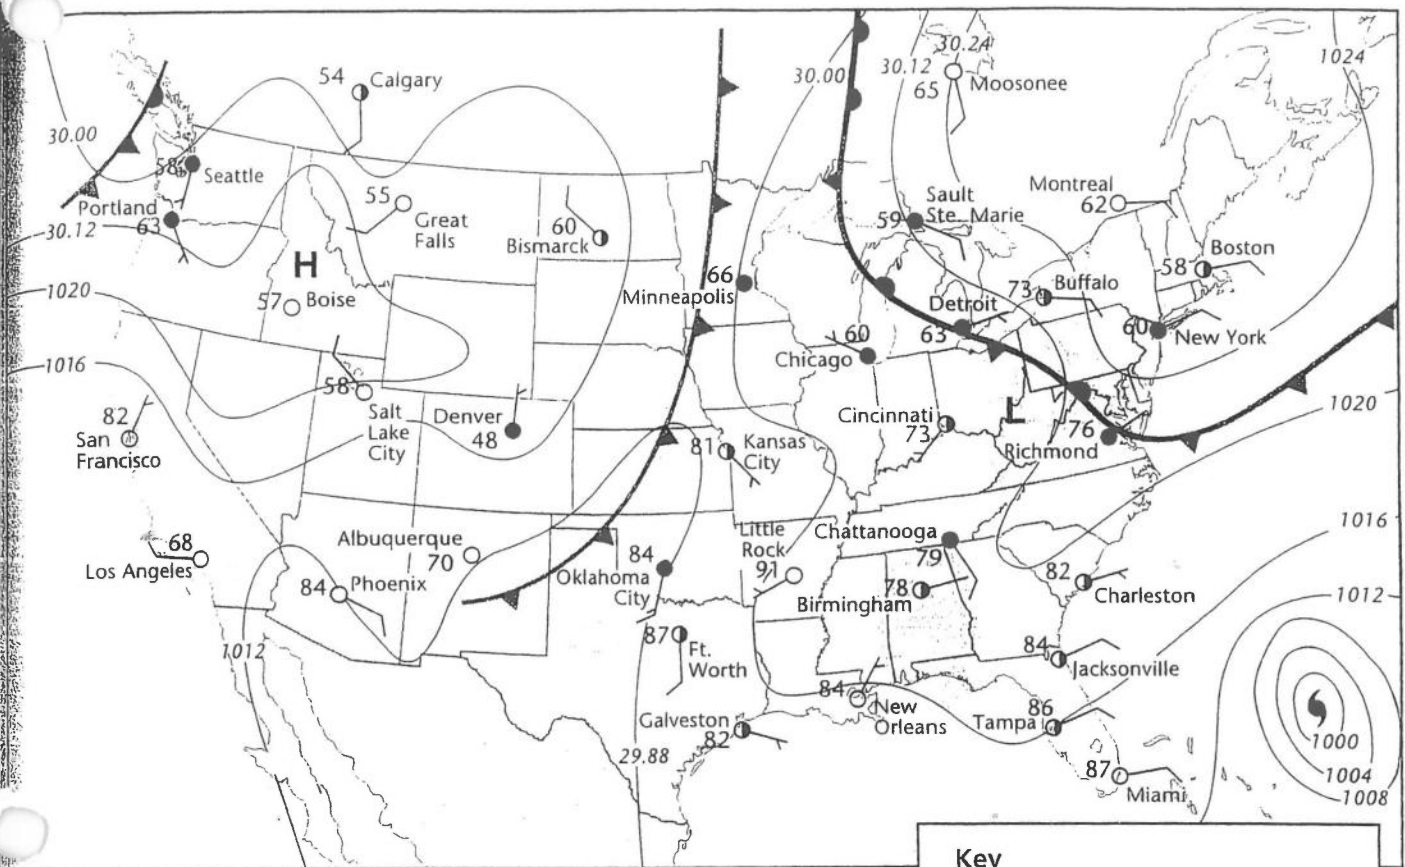 30.24
1024
54
Calgary
30.00
30.12
Moosonee
65
30.00
58
Seattle
Portland
63
55
Great
Falls
60
Bismarck
Sault
Ste. Marie
59
Montreal
62
30.12
H
Boston
58
1020
57
Boise
66
Minneapolis
73
Buffalo
Detroit
63
60
New York
60
Chicago
1016
58
Salt
Lake
City
82
San
Francisco
Denver
48
81
Kansas
City
Cincinnati
73
L
76
Richmond
1020
1016
68
Los Angeles
Albuquerque
70
84
Phoenix
84
Oklahoma
City
Little
Rock
91
Chattanooga
79
78
Birmingham
82
Charleston
1012
1012
87
Ft.
Worth
84
Jacksonville
84
New
Orleans
86
Tampa
Galveston
82
29.88
1000
1004
1008
87
Miami
Key